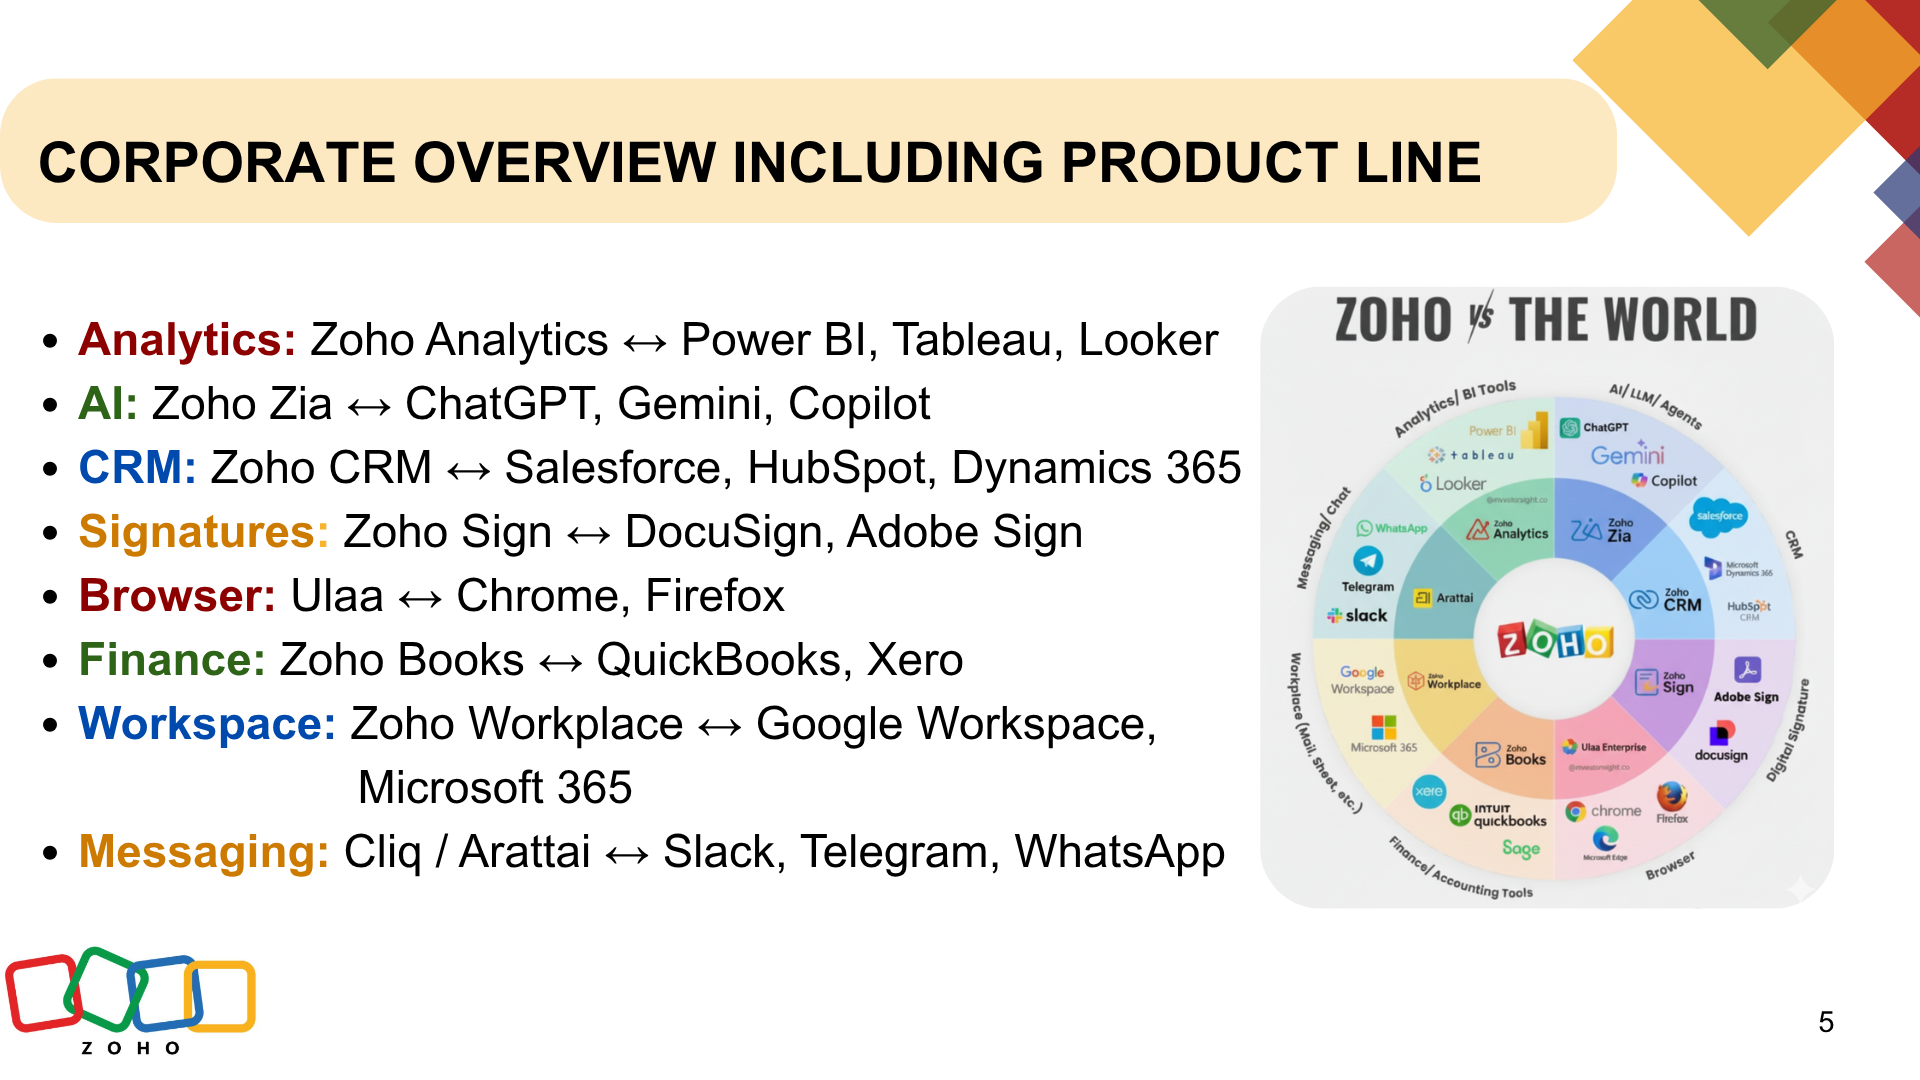 CORPORATE OVERVIEW INCLUDING PRODUCT LINE
• Analytics: Zoho Analytics ↔ Power BI, Tableau, Looker
• AI: Zoho Zia ↔ ChatGPT, Gemini, Copilot
• CRM: Zoho CRM ↔ Salesforce, HubSpot, Dynamics 365
• Signatures: Zoho Sign ↔ DocuSign, Adobe Sign
• Browser: Ulaa ↔ Chrome, Firefox
• Finance: Zoho Books ↔ QuickBooks, Xero
• Workspace: Zoho Workplace ↔ Google Workspace,
Microsoft 365
• Messaging: Cliq / Arattai ↔ Slack, Telegram, WhatsApp
ZOHO vs THE WORLD
Analytics/ BI Tools
AI/ LLM/ Agents
CRM
Digital Signature
Browser
Finance/ Accounting Tools
Workplace (Mail, Sheet, etc.)
Messaging/ Chat
Power BI
tableau
Looker
@investorsight.co
Zoho
Analytics
ChatGPT
Gemini
Copilot
Zoho
Zia
salesforce
Microsoft
Dynamics 365
HubSpot
CRM
Zoho
CRM
Adobe Sign
docusign
Zoho
Sign
Ulaa Enterprise
chrome
Firefox
Microsoft Edge
Zoho
Books
xero
INTUIT
quickbooks
Sage
Zoho
Workplace
Google
Workspace
Microsoft 365
WhatsApp
Telegram
slack
Arattai
ZOHO
ZOHO
5